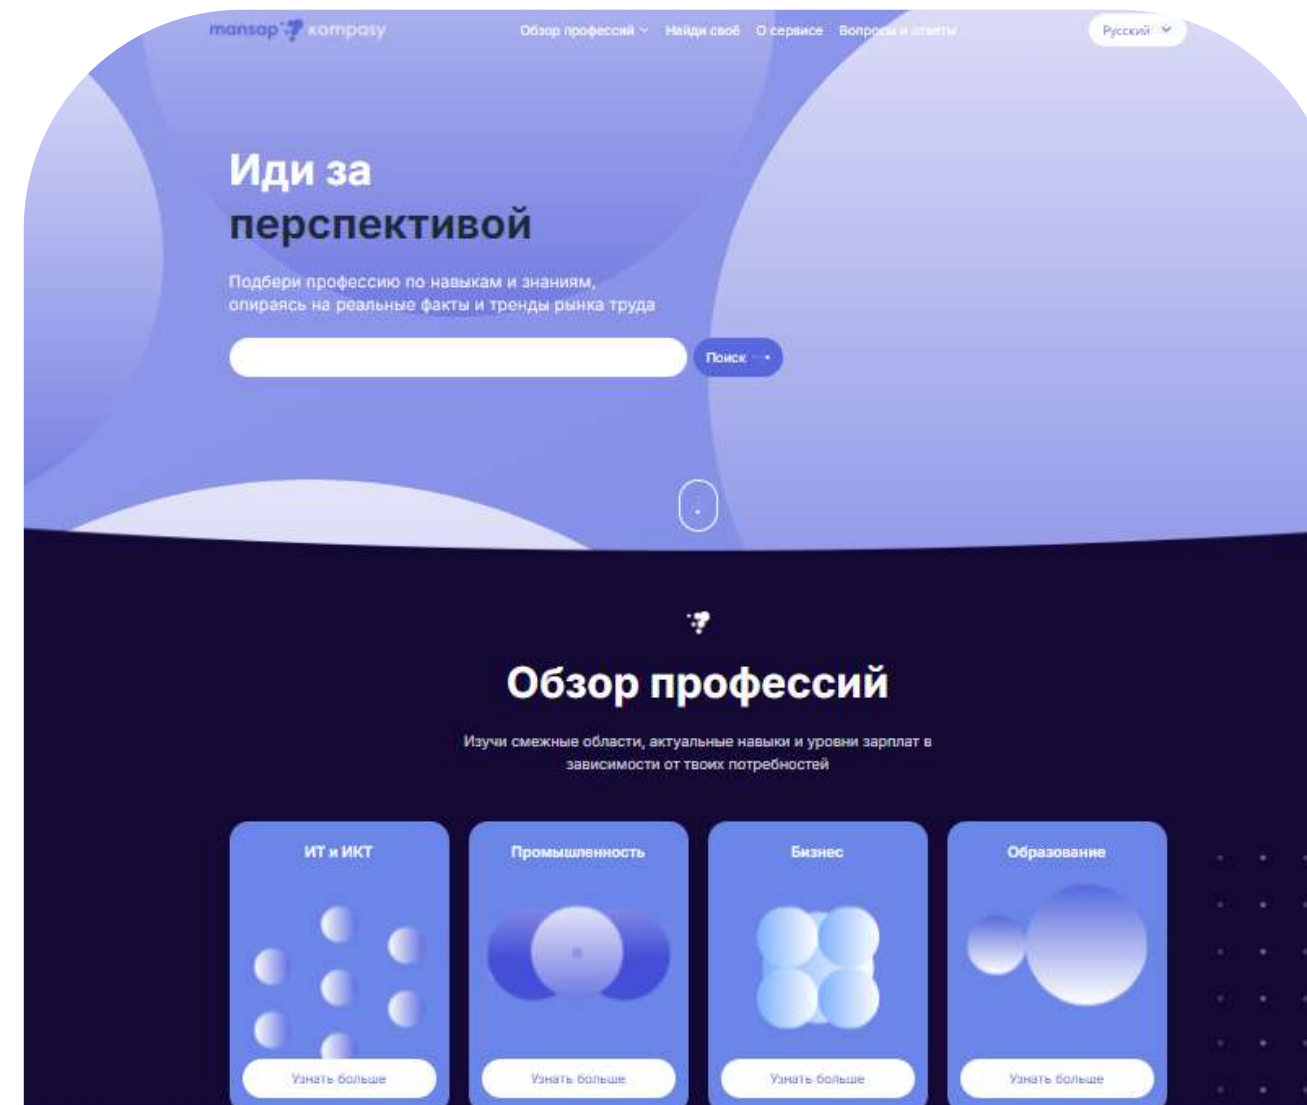 mansap kompasy
Обзор профессий Найди своё О сервисе Вопросы и ответы
Русский
Иди за
перспективой
Подбери профессию по навыкам и знаниям,
опираясь на реальные факты и тренды рынка труда
Поиск
Обзор профессий
Изучи смежные области, актуальные навыки и уровни зарплат в
зависимости от твоих потребностей
ИТ и ИКТ Промышленность Бизнес Образование
Узнать больше Узнать больше Узнать больше Узнать больше